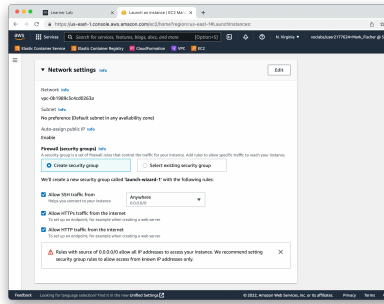 Learner Lab
Launch an instance | EC2 Man
https://us-east-1.console.aws.amazon.com/ec2/home?region=us-east-1#LaunchInstances:
aws
Services
Search for services, features, blogs, docs, and more
[Option+S]
N. Virginia
Elastic Container Service
Elastic Container Registry
CloudFormation
VPC
EC2
Network settings Info
Edit
Network Info
Subnet Info
No preference (Default subnet in any availability zone)
Auto-assign public IP Info
Enable
Firewall (security groups) Info
A security group is a set of firewall rules that control the traffic for your instance. Add rules to allow specific traffic to reach your instance.
Create security group
Select existing security group
We'll create a new security group called 'launch-wizard-1' with the following rules:
Allow SSH traffic from
Helps you connect to your instance
Anywhere
0.0.0.0/0
Allow HTTPs traffic from the internet
To set up an endpoint, for example when creating a web server
Allow HTTP traffic from the internet
To set up an endpoint, for example when creating a web server
Rules with source of 0.0.0.0/0 allow all IP addresses to access your instance. We recommend setting
security group rules to allow access from known IP addresses only.
Feedback
Looking for language selection? Find it in the new Unified Settings
© 2022, Amazon Web Services, Inc. or its affiliates.
Privacy
Terms